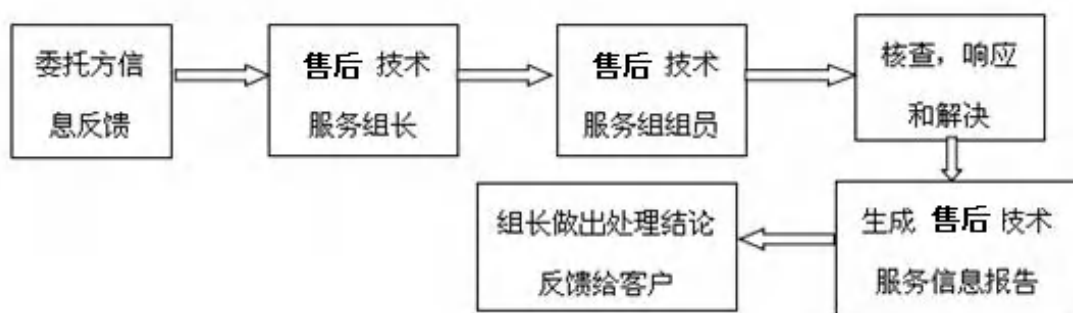 委托方信
息反馈
售后 技术
服务组长
售后 技术
服务组组员
核查，响应
和解决
生成 售后 技术
服务信息报告
组长做出处理结论
反馈给客户